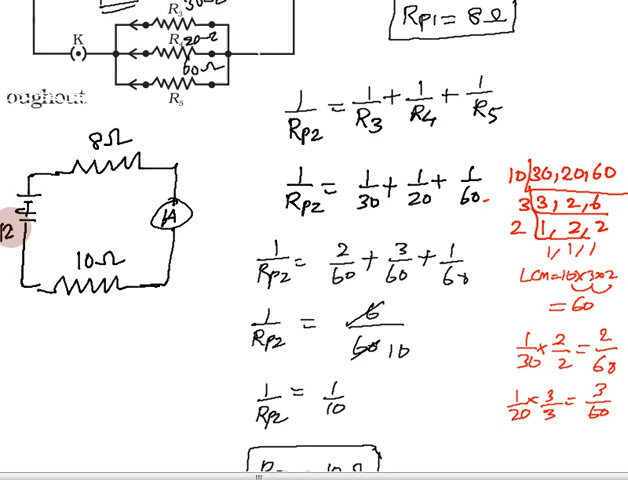 R3 30Ω
Rp1 = 8Ω
K
R4 20Ω
60Ω
R5
oughout
1/Rp2 = 1/R3 + 1/R4 + 1/R5
8Ω
1/Rp2 = 1/30 + 1/20 + 1/60
10 | 30, 20, 60
3 | 3, 2, 6
2 | 1, 2, 2
1, 1, 1
A
12
10Ω
1/Rp2 = 2/60 + 3/60 + 1/60
LCM = 10×3×2
= 60
1/Rp2 = 6/60 10
1/30 × 2/2 = 2/60
1/Rp2 = 1/10
1/20 × 3/3 = 3/60